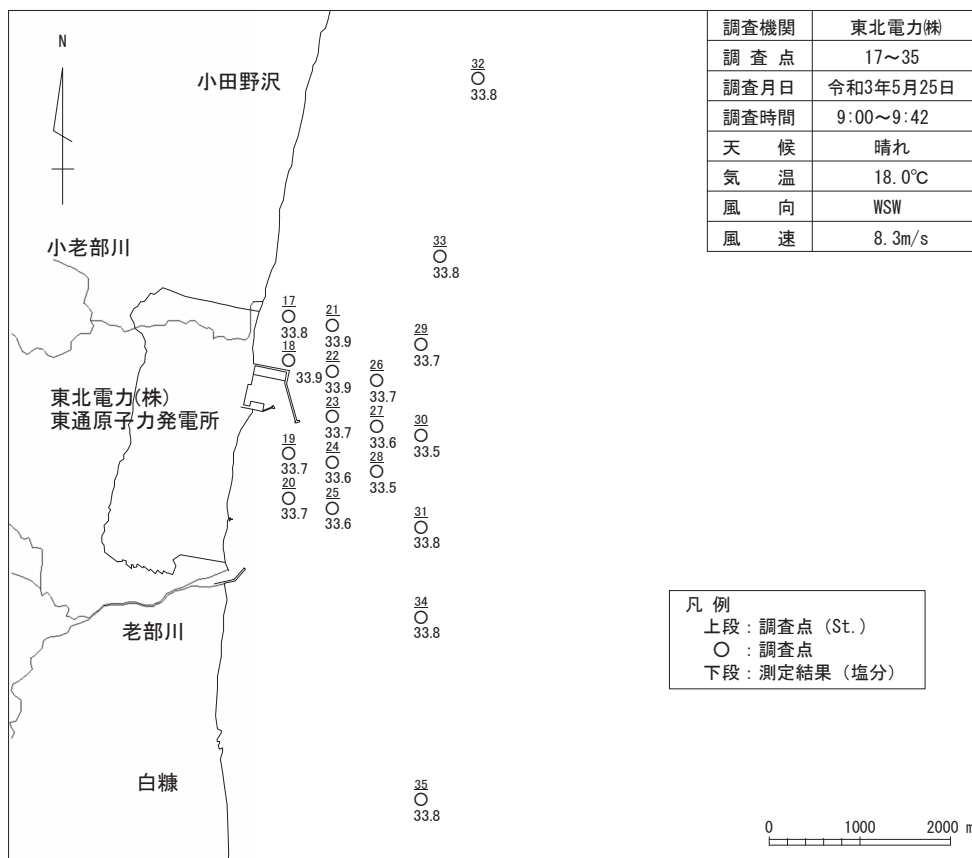 調査機関 東北電力㈱
調査点 17～35
調査月日 令和3年5月25日
調査時間 9:00～9:42
天候 晴れ
気温 18.0℃
風向 WSW
風速 8.3m/s
N
小田野沢
32
33.8
小老部川
33
33.8
17
33.8
21
33.9
29
33.7
18
33.9
22
33.9
26
33.7
東北電力(株)
東通原子力発電所
23
33.7
27
33.6
30
33.5
19
33.7
24
33.6
28
33.5
20
33.7
25
33.6
31
33.8
34
33.8
老部川
凡 例
上段：調査点（St.）
○ ：調査点
下段：測定結果（塩分）
白糠
35
33.8
0 1000 2000 m